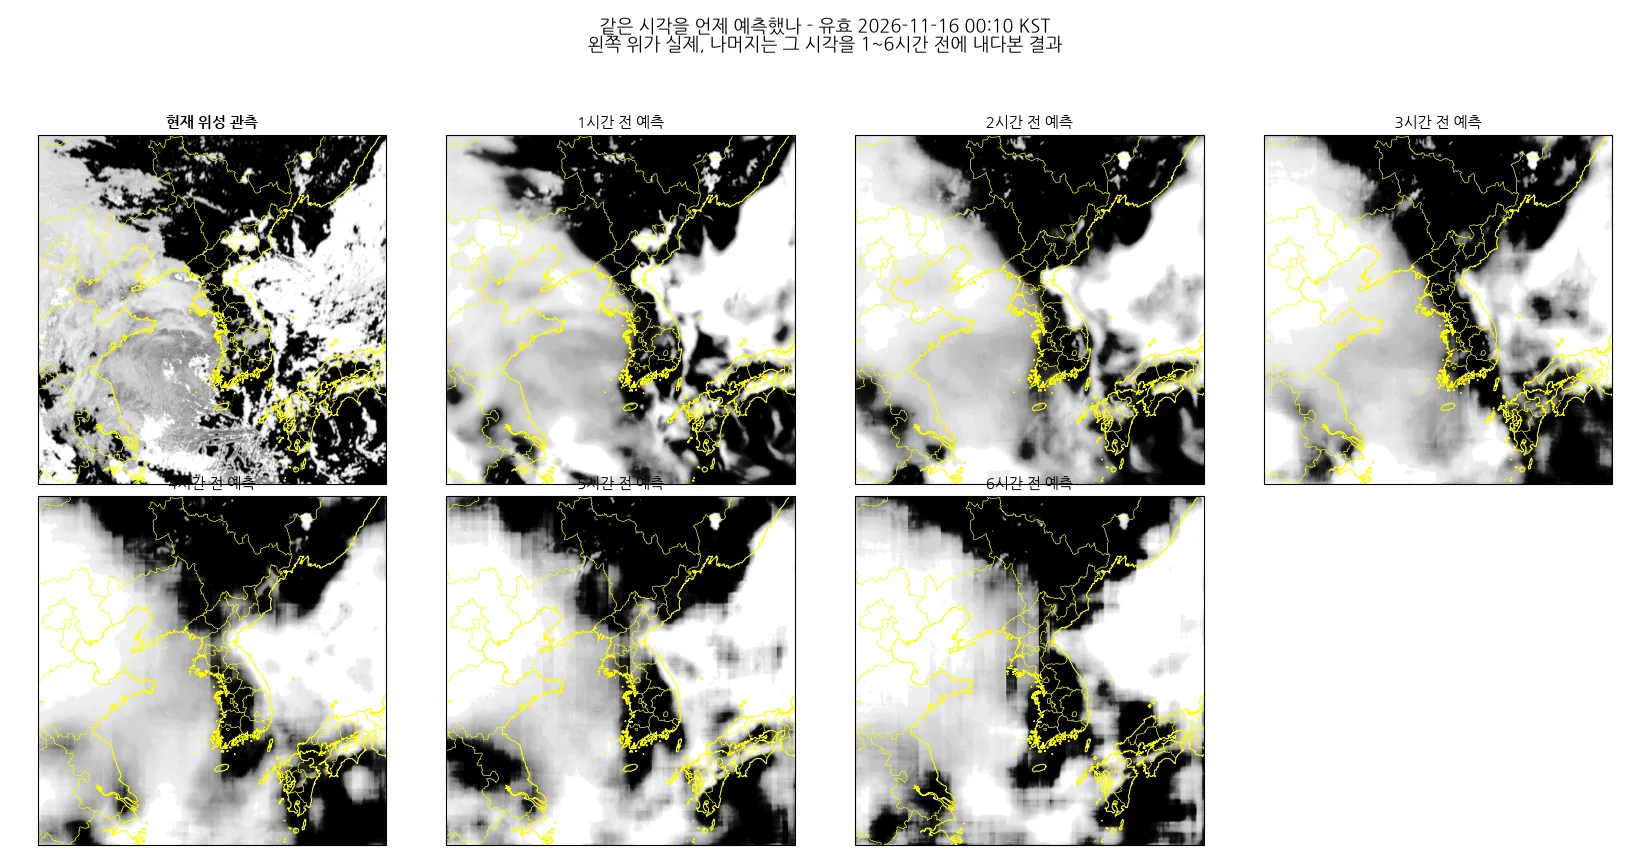 같은 시각을 언제 예측했나 - 유효 2026-11-16 00:10 KST
왼쪽 위가 실제, 나머지는 그 시각을 1~6시간 전에 내다본 결과
현재 위성 관측
1시간 전 예측
2시간 전 예측
3시간 전 예측
4시간 전 예측
5시간 전 예측
6시간 전 예측